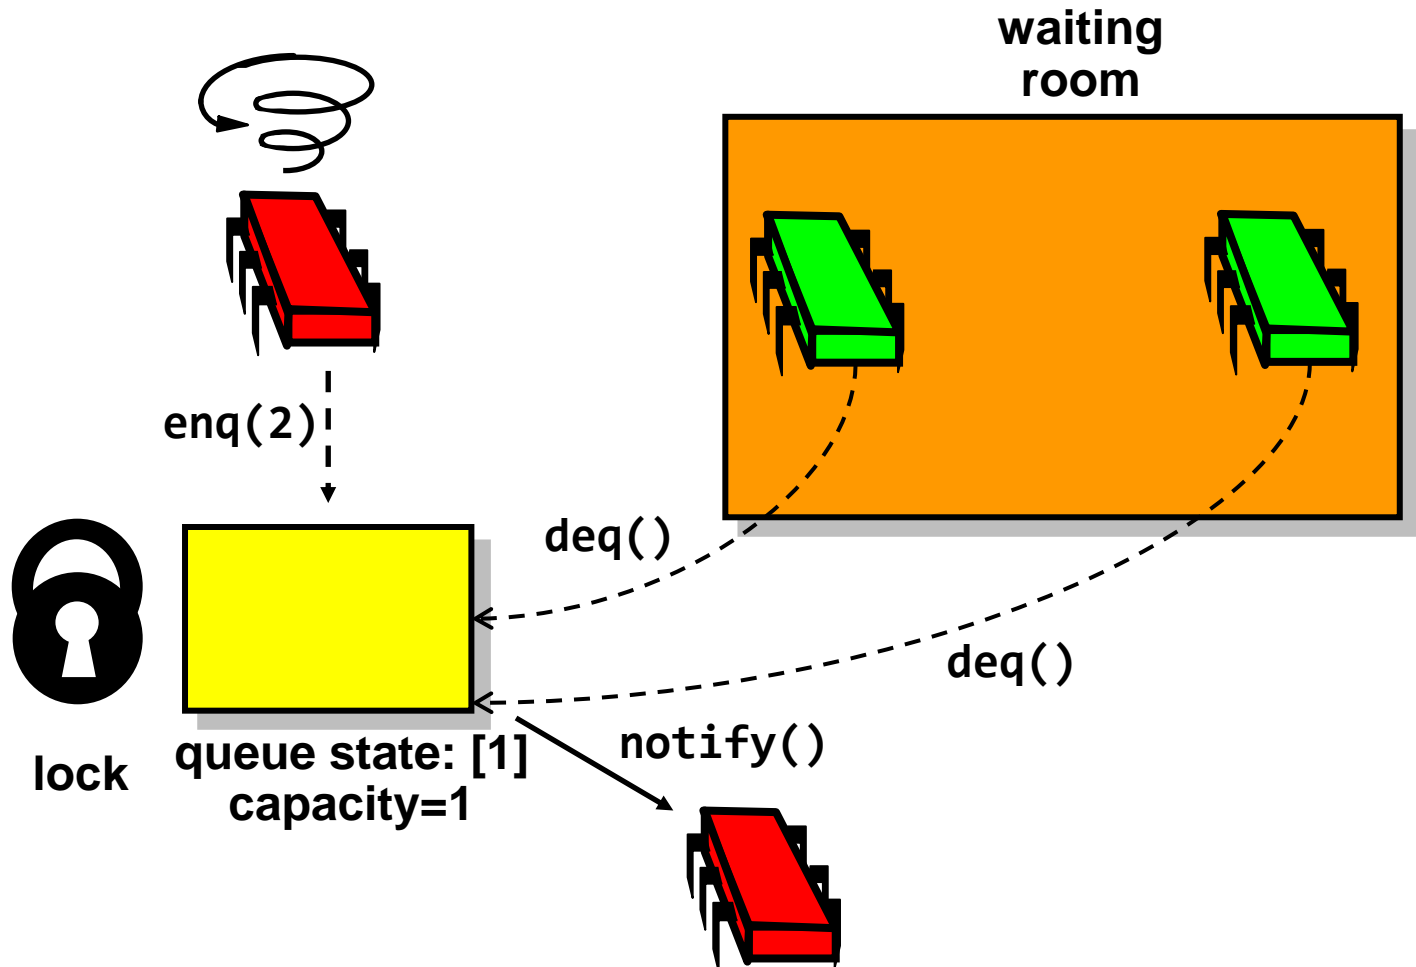 waiting
room
enq(2)
deq()
deq()
notify()
lock
queue state: [1]
capacity=1